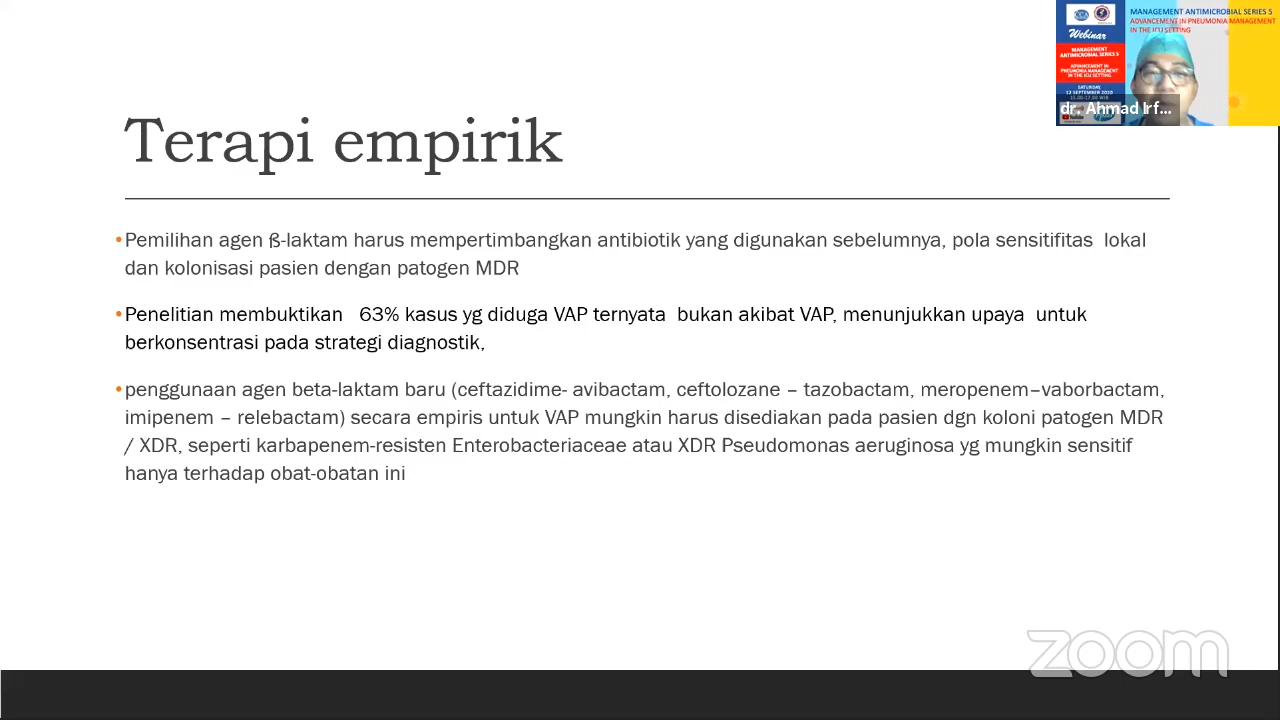 MANAGEMENT ANTIMICROBIAL SERIES 5
ADVANCEMENT IN PNEUMONIA MANAGEMENT
IN THE ICU SETTING
Webinar
MANAGEMENT
ANTIMICROBIAL SERIES 5
ADVANCEMENT IN
PNEUMONIA MANAGEMENT
IN THE ICU SETTING
SATURDAY,
12 SEPTEMBER 2020
dr. Ahmad Irf...
Terapi empirik
•Pemilihan agen ß-laktam harus mempertimbangkan antibiotik yang digunakan sebelumnya, pola sensitifitas lokal
dan kolonisasi pasien dengan patogen MDR
•Penelitian membuktikan 63% kasus yg diduga VAP ternyata bukan akibat VAP, menunjukkan upaya untuk
berkonsentrasi pada strategi diagnostik,
•penggunaan agen beta-laktam baru (ceftazidime- avibactam, ceftolozane – tazobactam, meropenem–vaborbactam,
imipenem – relebactam) secara empiris untuk VAP mungkin harus disediakan pada pasien dgn koloni patogen MDR
/ XDR, seperti karbapenem-resisten Enterobacteriaceae atau XDR Pseudomonas aeruginosa yg mungkin sensitif
hanya terhadap obat-obatan ini
zoom